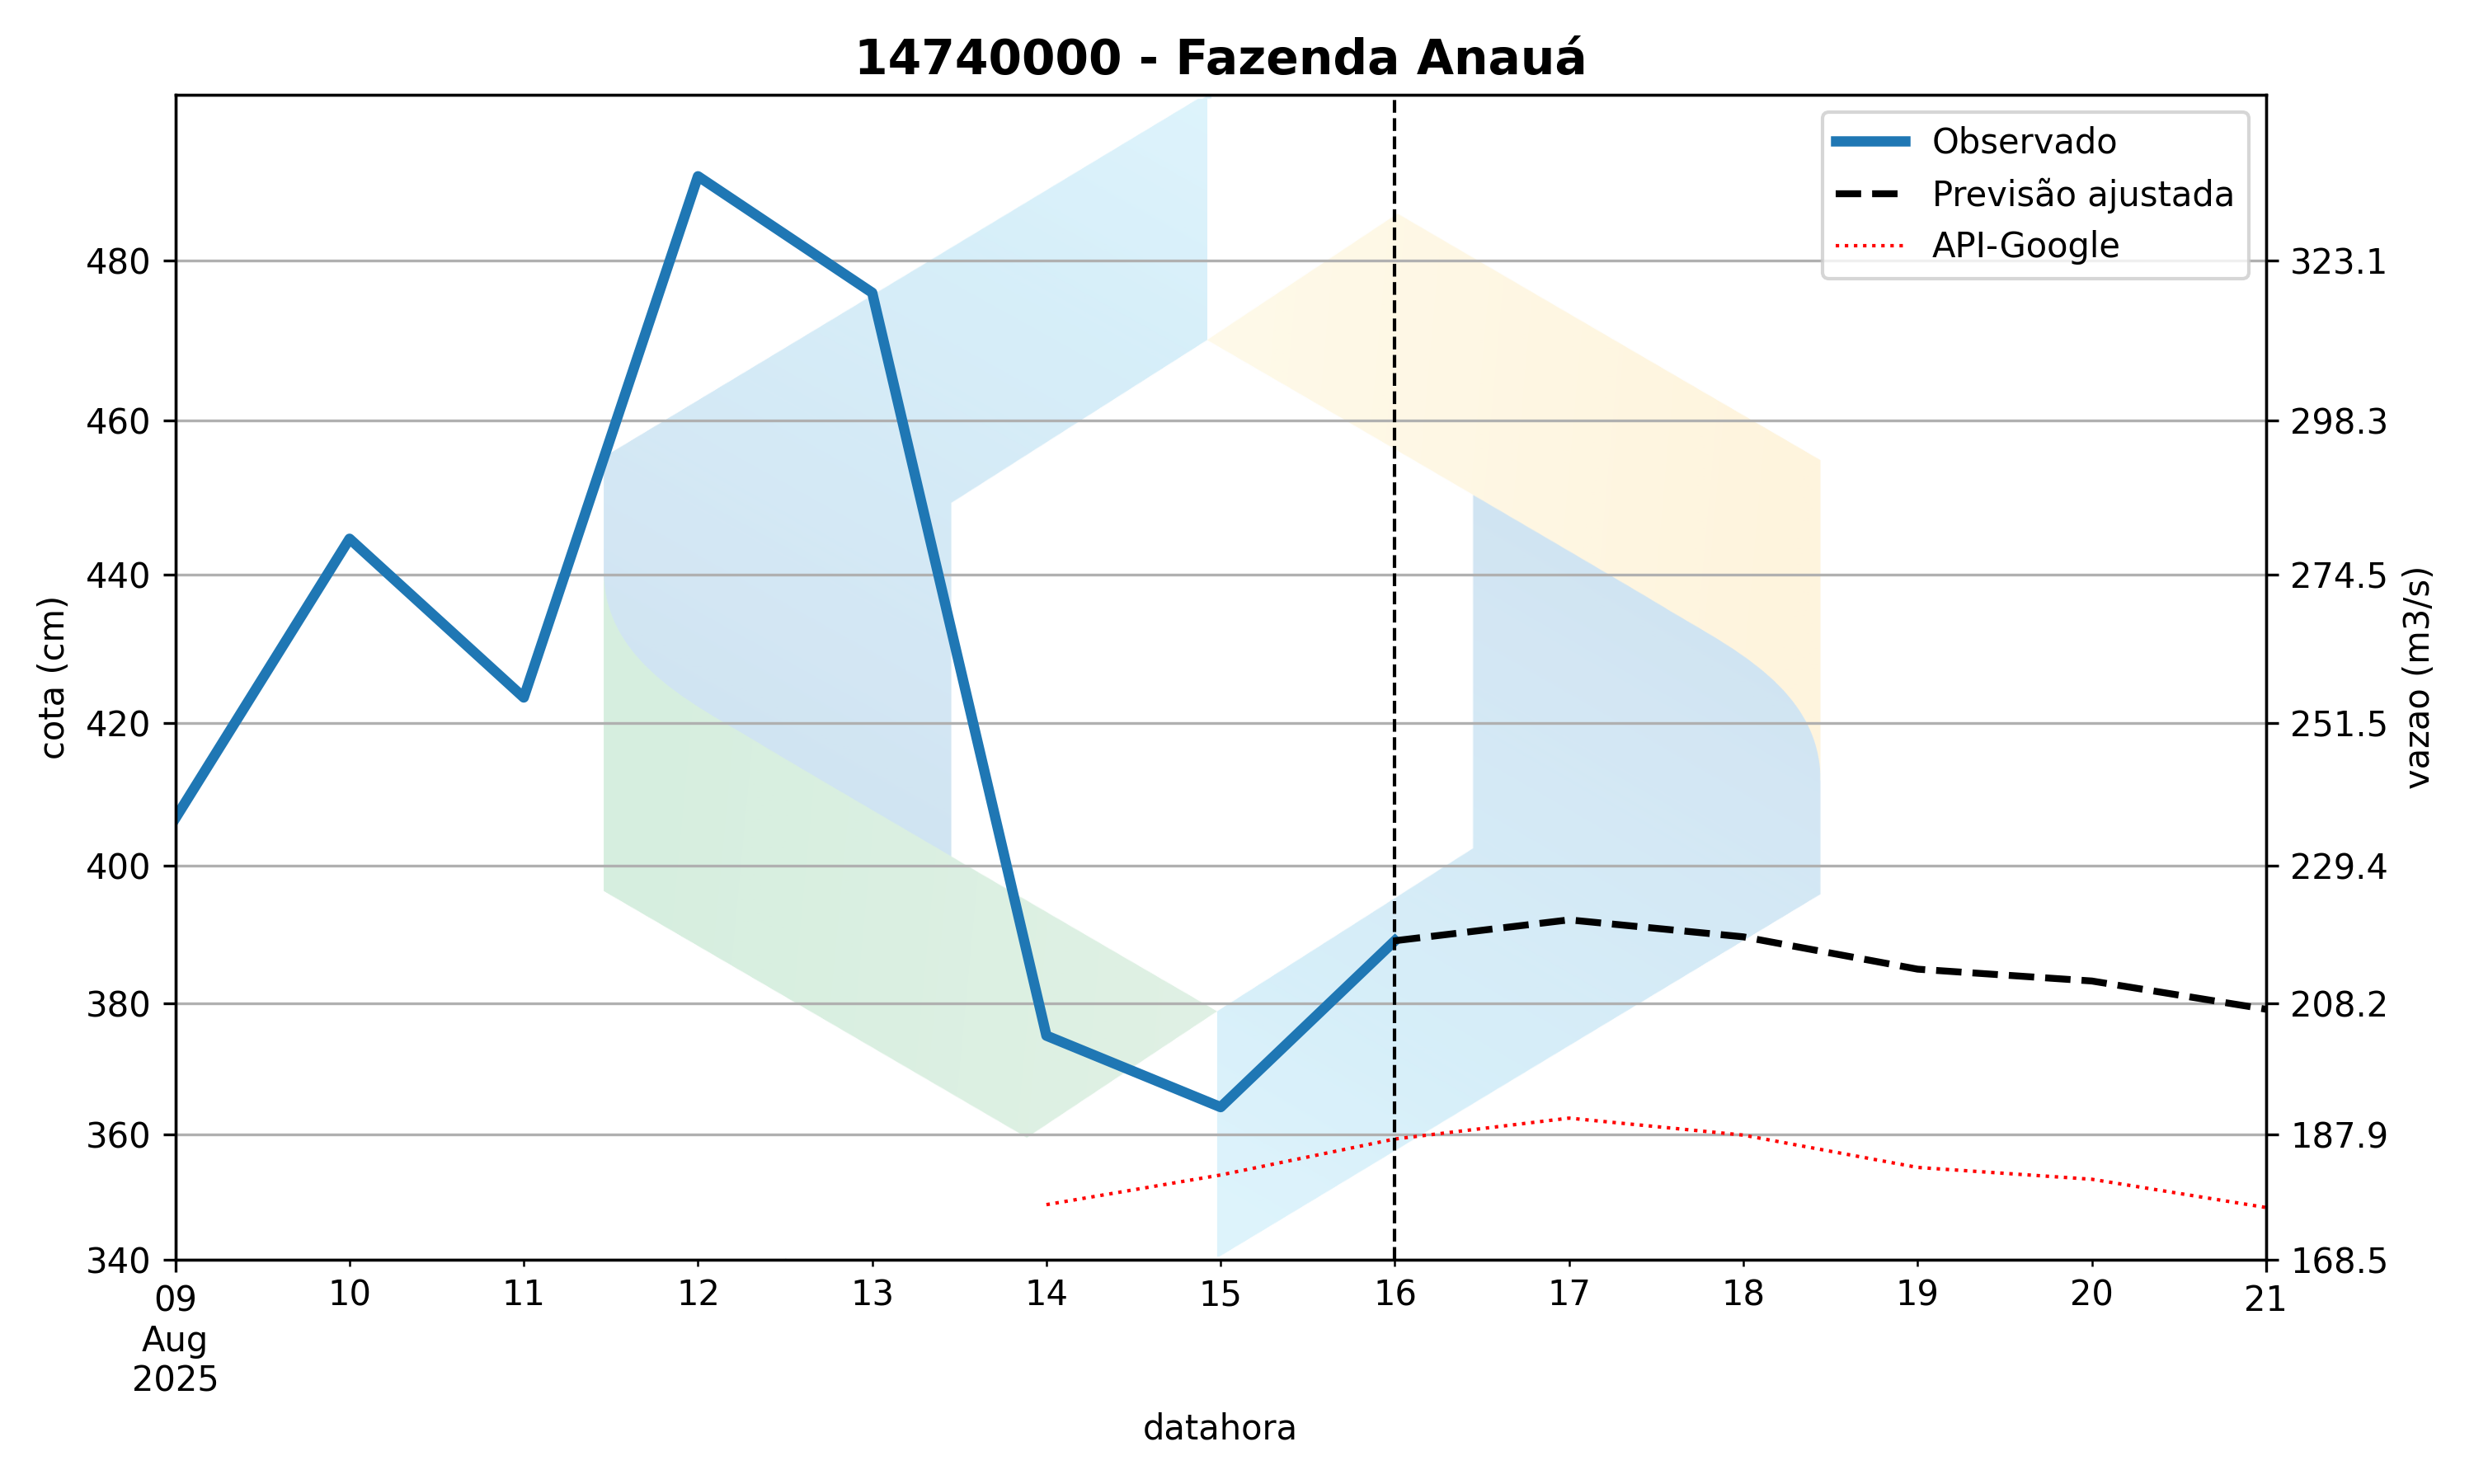 14740000 - Fazenda Anauá
Observado
Previsão ajustada
API-Google
cota (cm)
480
460
440
420
400
380
360
340
323.1
298.3
274.5
251.5
229.4
208.2
187.9
168.5
vazao (m3/s)
09 10 11 12 13 14 15 16 17 18 19 20 21
Aug
2025
datahora